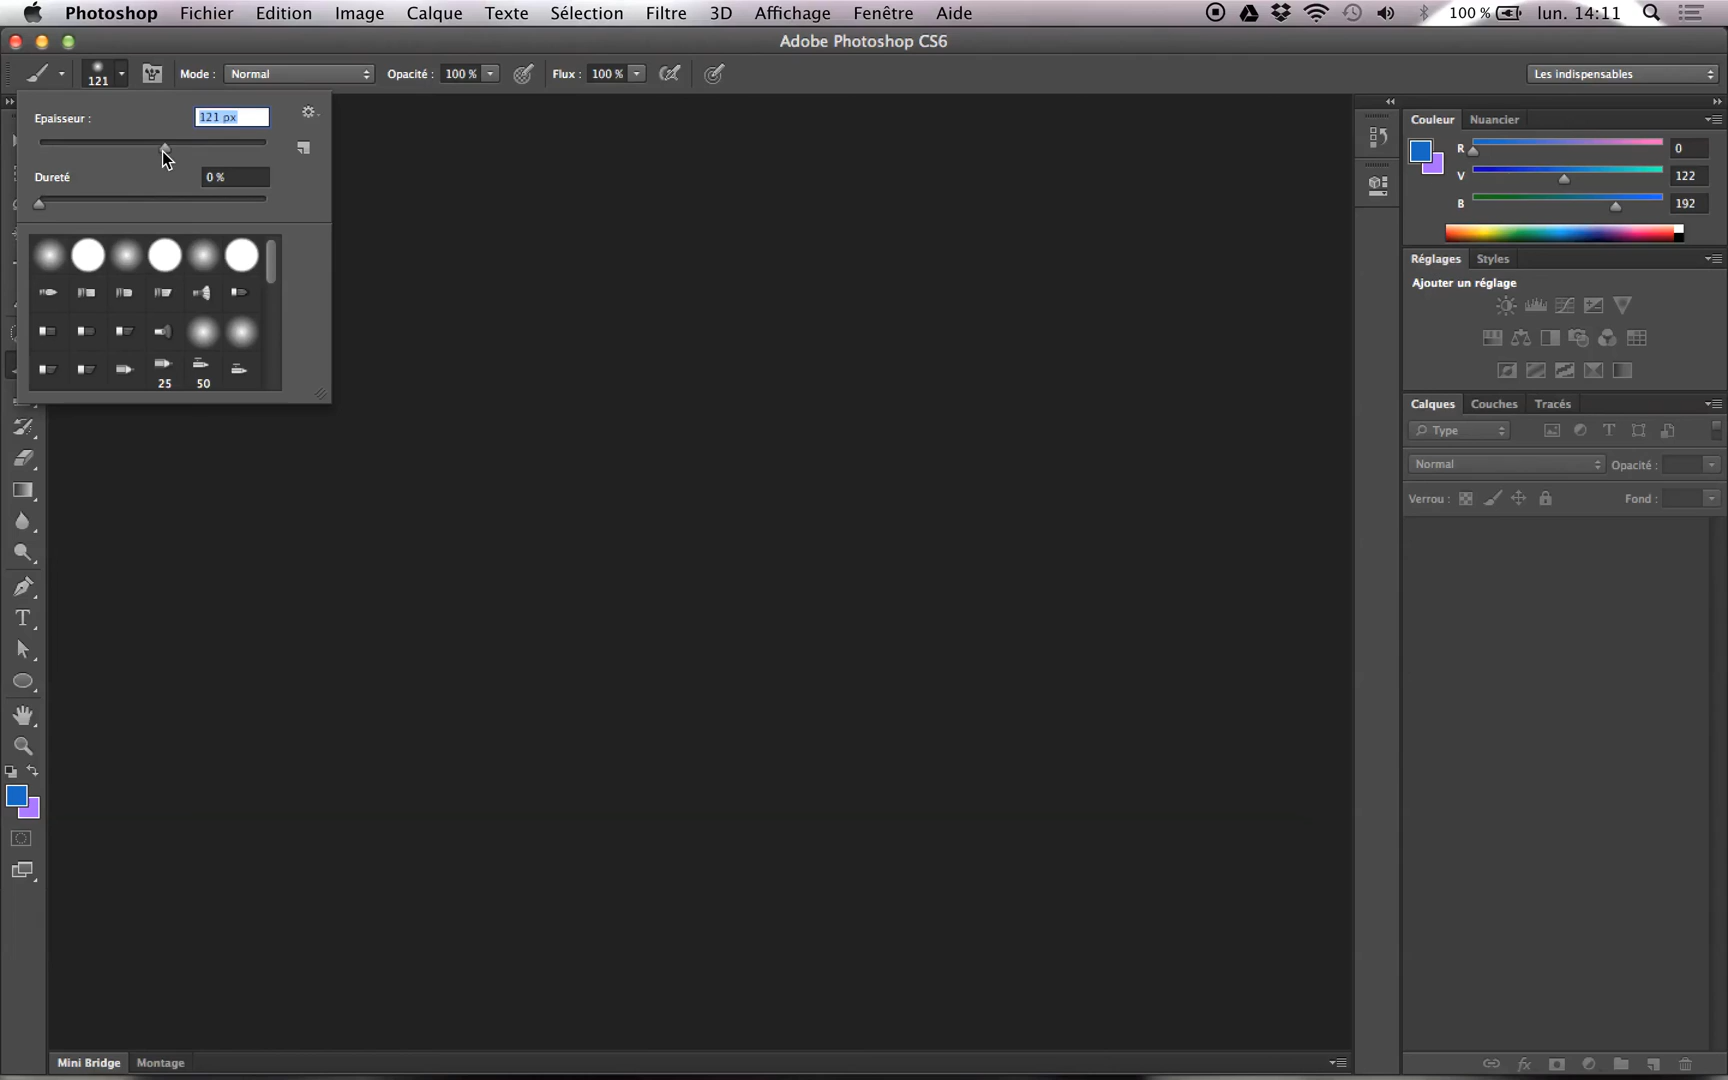 Photoshop Fichier Edition Image Calque Texte Sélection Filtre 3D Affichage Fenêtre Aide 100 % lun. 14:11
Adobe Photoshop CS6
121 Mode : Normal Opacité : 100 % Flux : 100 % Les indispensables
Epaisseur : 121 px
Dureté 0 %
25 50
Couleur Nuancier
R 0
V 122
B 192
Réglages Styles
Ajouter un réglage
Calques Couches Tracés
Type
Normal Opacité :
Verrou : Fond :
Mini Bridge Montage